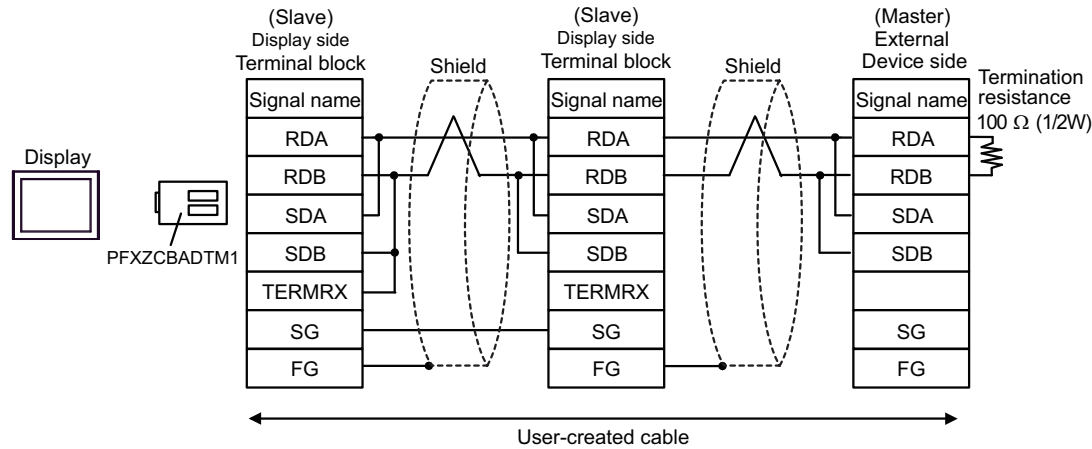 (Slave)
Display side
Terminal block
Shield
(Slave)
Display side
Terminal block
Shield
(Master)
External
Device side
Termination
resistance
100 Ω (1/2W)
Display
PFXZCBADTM1
Signal name
RDA
RDB
SDA
SDB
TERMRX
SG
FG
Signal name
RDA
RDB
SDA
SDB
TERMRX
SG
FG
Signal name
RDA
RDB
SDA
SDB
SG
FG
User-created cable